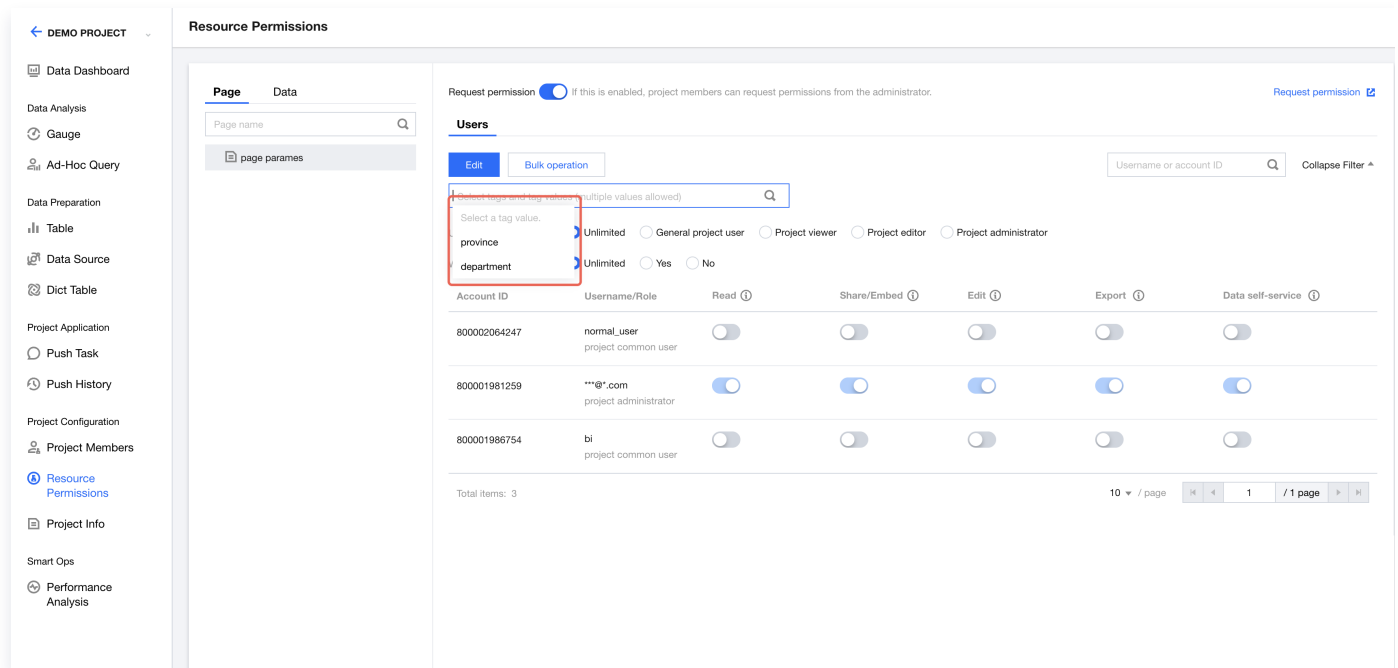 DEMO PROJECT
Resource Permissions
Data Dashboard
Data Analysis
Gauge
Ad-Hoc Query
Data Preparation
Table
Data Source
Dict Table
Project Application
Push Task
Push History
Project Configuration
Project Members
Resource
Permissions
Project Info
Smart Ops
Performance
Analysis
Page Data
Page name
page parames
Request permission If this is enabled, project members can request permissions from the administrator. Request permission
Users
Edit Bulk operation Username or account ID Collapse Filter
Select tags and tag values (multiple values allowed)
Select a tag value.
province
department
Unlimited General project user Project viewer Project editor Project administrator
Unlimited Yes No
Account ID Username/Role Read Share/Embed Edit Export Data self-service
800002064247 normal_user
project common user
800001981259 ***@*.com
project administrator
800001986754 bi
project common user
Total items: 3 10 / page 1 / 1 page